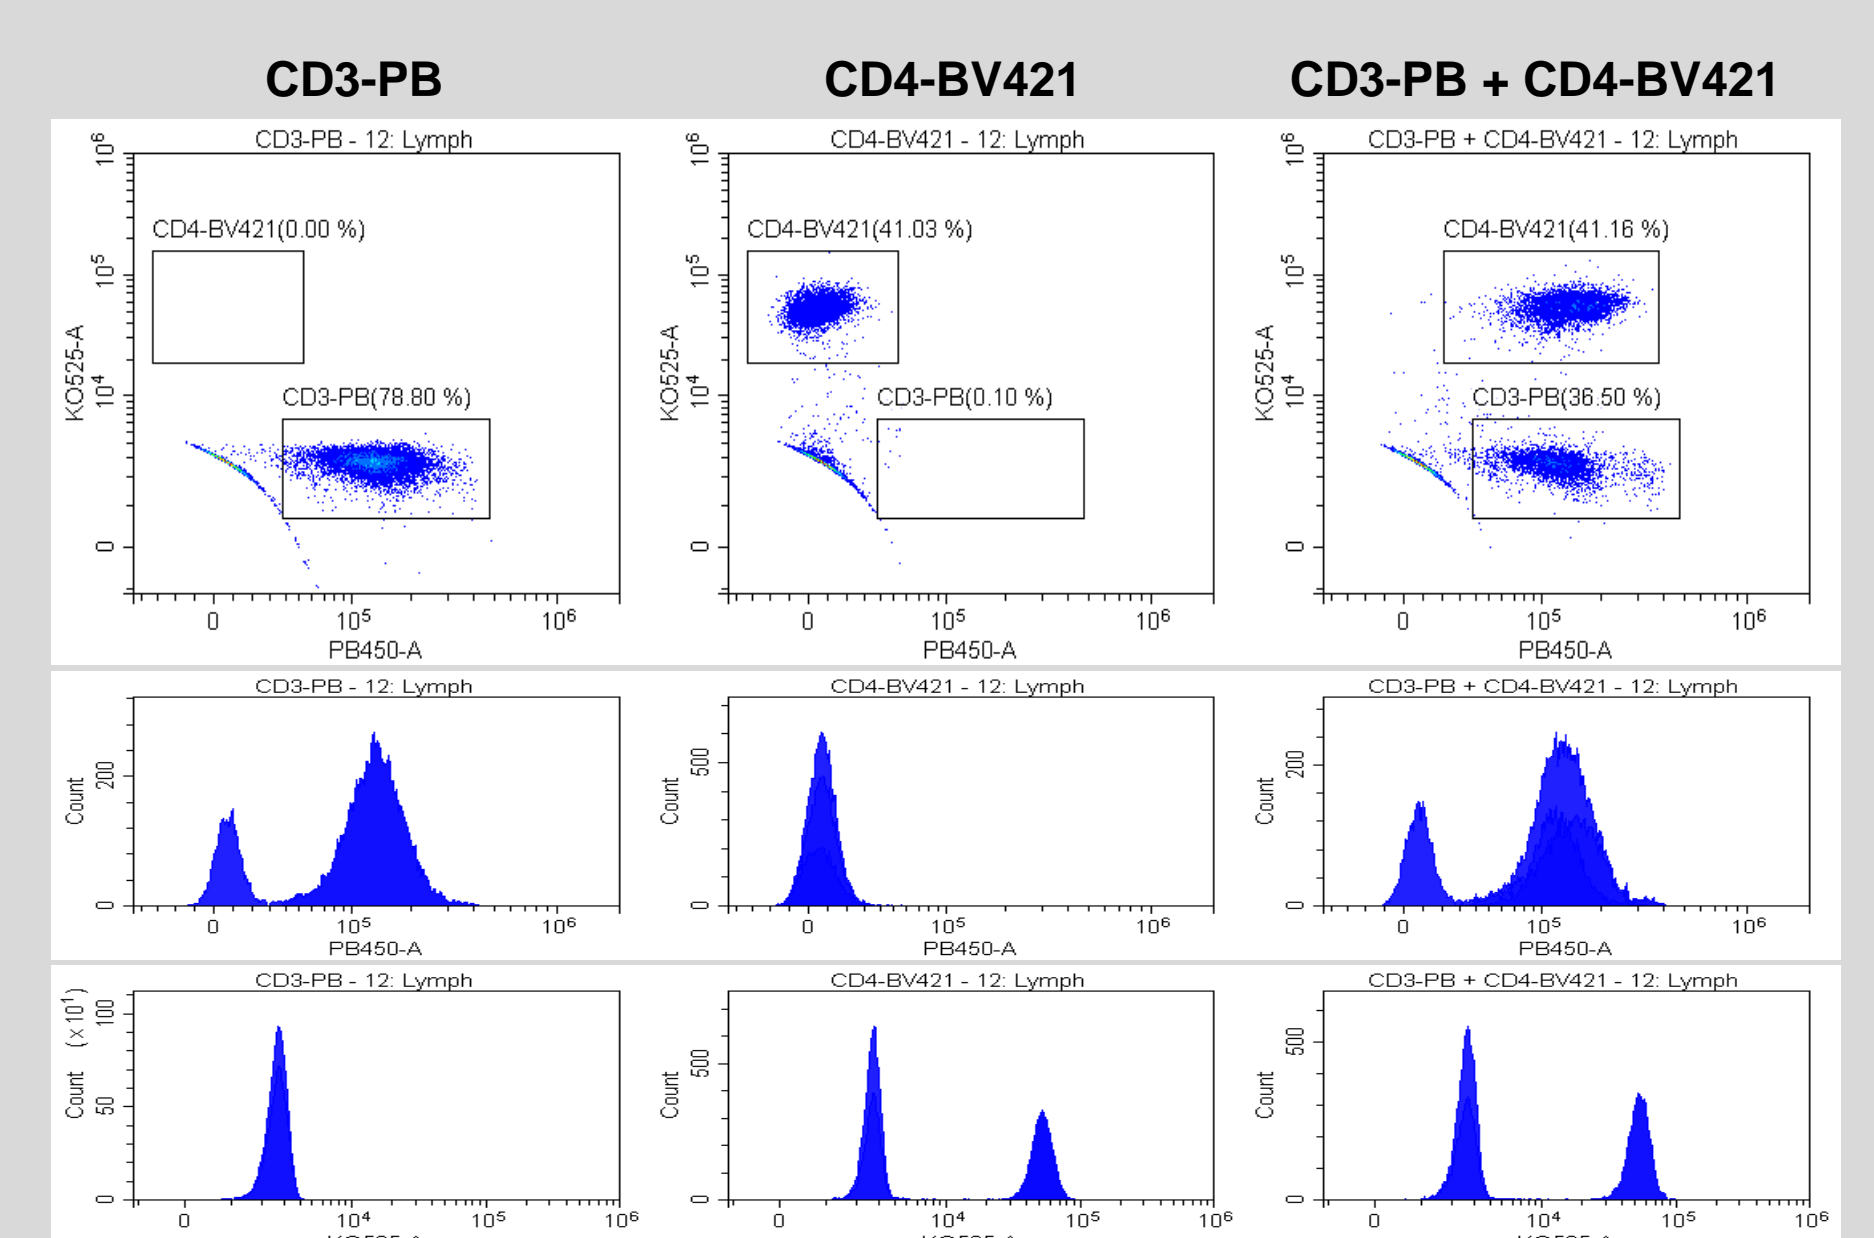 CD3-PB CD4-BV421 CD3-PB + CD4-BV421
CD3-PB - 12: Lymph
10⁶
10⁵
10⁴
0
KO525-A
CD4-BV421(0.00 %)
CD3-PB(78.80 %)
0 10⁵ 10⁶
PB450-A
CD4-BV421 - 12: Lymph
10⁶
10⁵
10⁴
0
KO525-A
CD4-BV421(41.03 %)
CD3-PB(0.10 %)
0 10⁵ 10⁶
PB450-A
CD3-PB + CD4-BV421 - 12: Lymph
10⁶
10⁵
10⁴
0
KO525-A
CD4-BV421(41.16 %)
CD3-PB(36.50 %)
0 10⁵ 10⁶
PB450-A
CD3-PB - 12: Lymph
Count
200
0
0 10⁵ 10⁶
PB450-A
CD4-BV421 - 12: Lymph
Count
500
0
0 10⁵ 10⁶
PB450-A
CD3-PB + CD4-BV421 - 12: Lymph
Count
200
0
0 10⁵ 10⁶
PB450-A
CD3-PB - 12: Lymph
Count (x 10¹)
100
50
0
0 10⁴ 10⁵ 10⁶
KO525-A
CD4-BV421 - 12: Lymph
Count
500
0
0 10⁴ 10⁵ 10⁶
KO525-A
CD3-PB + CD4-BV421 - 12: Lymph
Count
500
0
0 10⁴ 10⁵ 10⁶
KO525-A